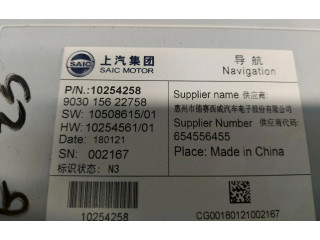 SAIC 上汽集团 导航
SAIC MOTOR Navigation
P/N.:10254258
9030 156 22758
SW: 10508615/01
HW: 10254561/01
Date: 180121
SN: 002167
标识状态: N3
Supplier name 供应商名称:
惠州市德赛西威汽车电子股份有限公司
Supplier Number 供应商代码:
654556455
Place: Made in China
10254258
CG00180121002167